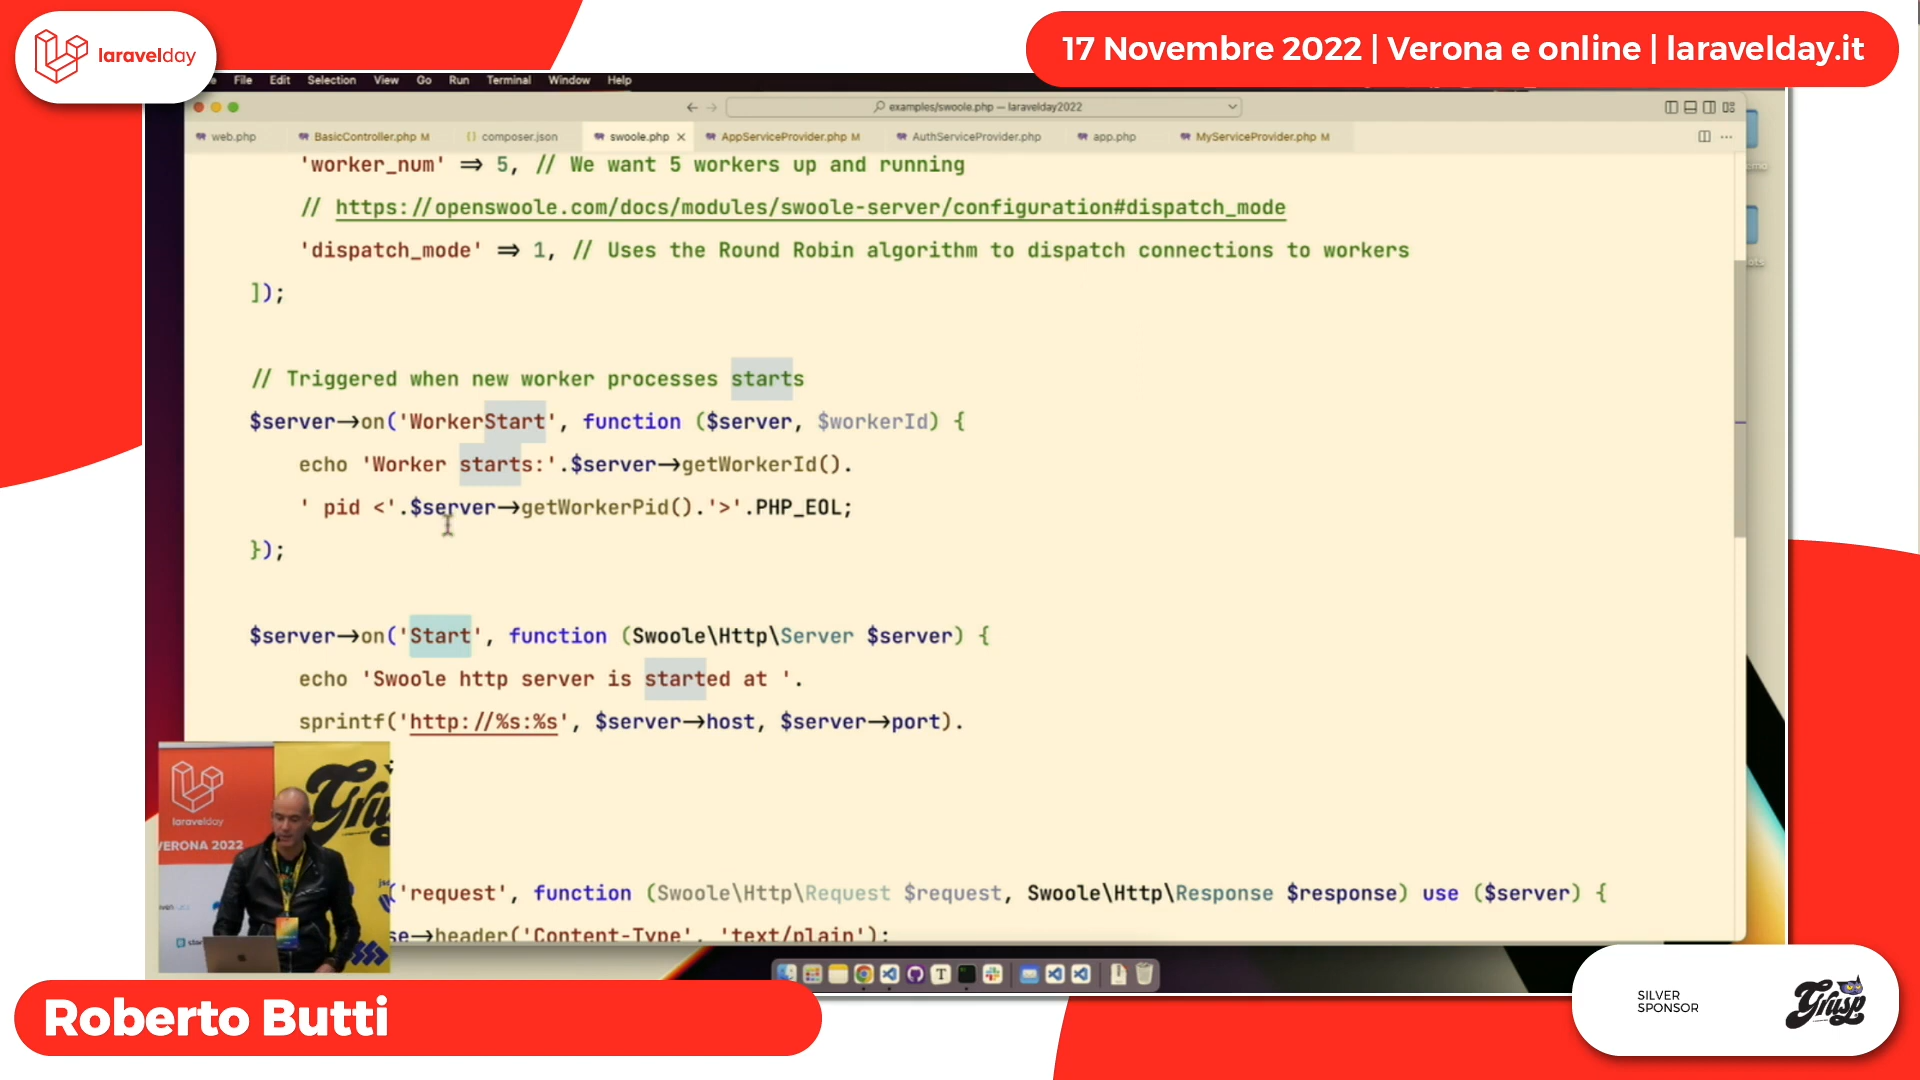 laravelday
17 Novembre 2022 | Verona e online | laravelday.it
File Edit Selection View Go Run Terminal Window Help
examples/swoole.php — laravelday2022
web.php BasicController.php M composer.json swoole.php AppServiceProvider.php M AuthServiceProvider.php app.php MyServiceProvider.php M
'worker_num' => 5, // We want 5 workers up and running
// https://openswoole.com/docs/modules/swoole-server/configuration#dispatch_mode
'dispatch_mode' => 1, // Uses the Round Robin algorithm to dispatch connections to workers
]);
// Triggered when new worker processes starts
$server->on('WorkerStart', function ($server, $workerId) {
echo 'Worker starts:'.$server->getWorkerId().
' pid <'.$server->getWorkerPid().'>'.PHP_EOL;
});
$server->on('Start', function (Swoole\Http\Server $server) {
echo 'Swoole http server is started at '.
sprintf('http://%s:%s', $server->host, $server->port).
;
('request', function (Swoole\Http\Request $request, Swoole\Http\Response $response) use ($server) {
se->header('Content-Type', 'text/plain');
laravelday
VERONA 2022
Grusp
Roberto Butti
SILVER
SPONSOR
Grusp